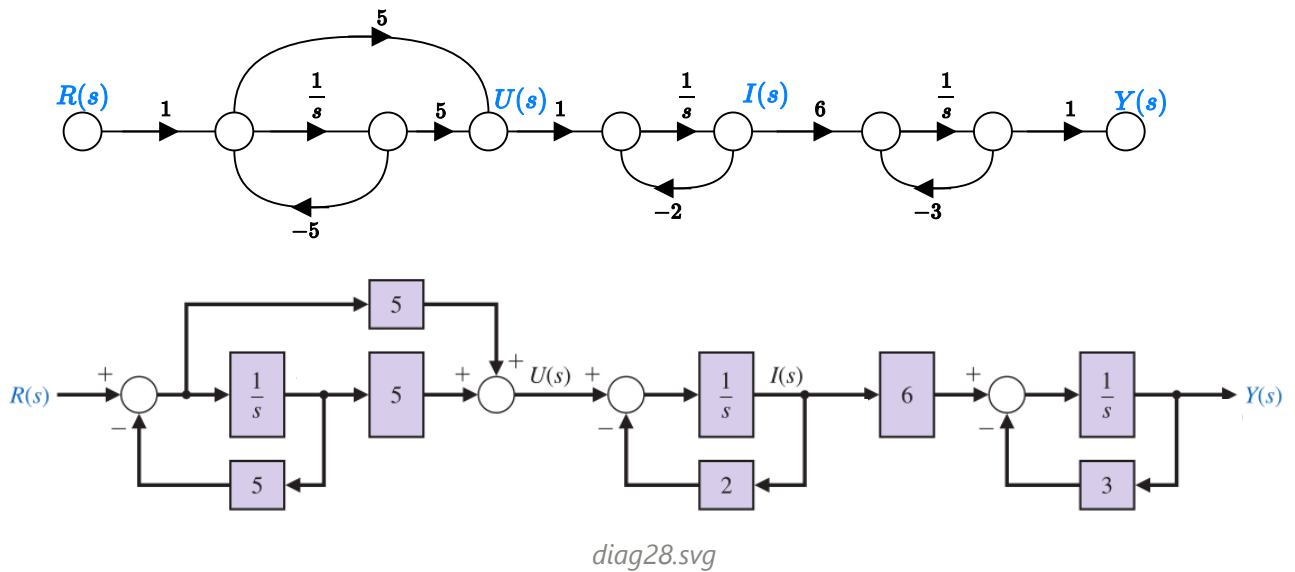 5
R(s) 1 1/s 5 U(s) 1 1/s I(s) 6 1/s 1 Y(s)
−5 −2 −3
5
R(s) + − 1/s 5 + + U(s) + − 1/s I(s) 6 + − 1/s Y(s)
5 2 3
diag28.svg